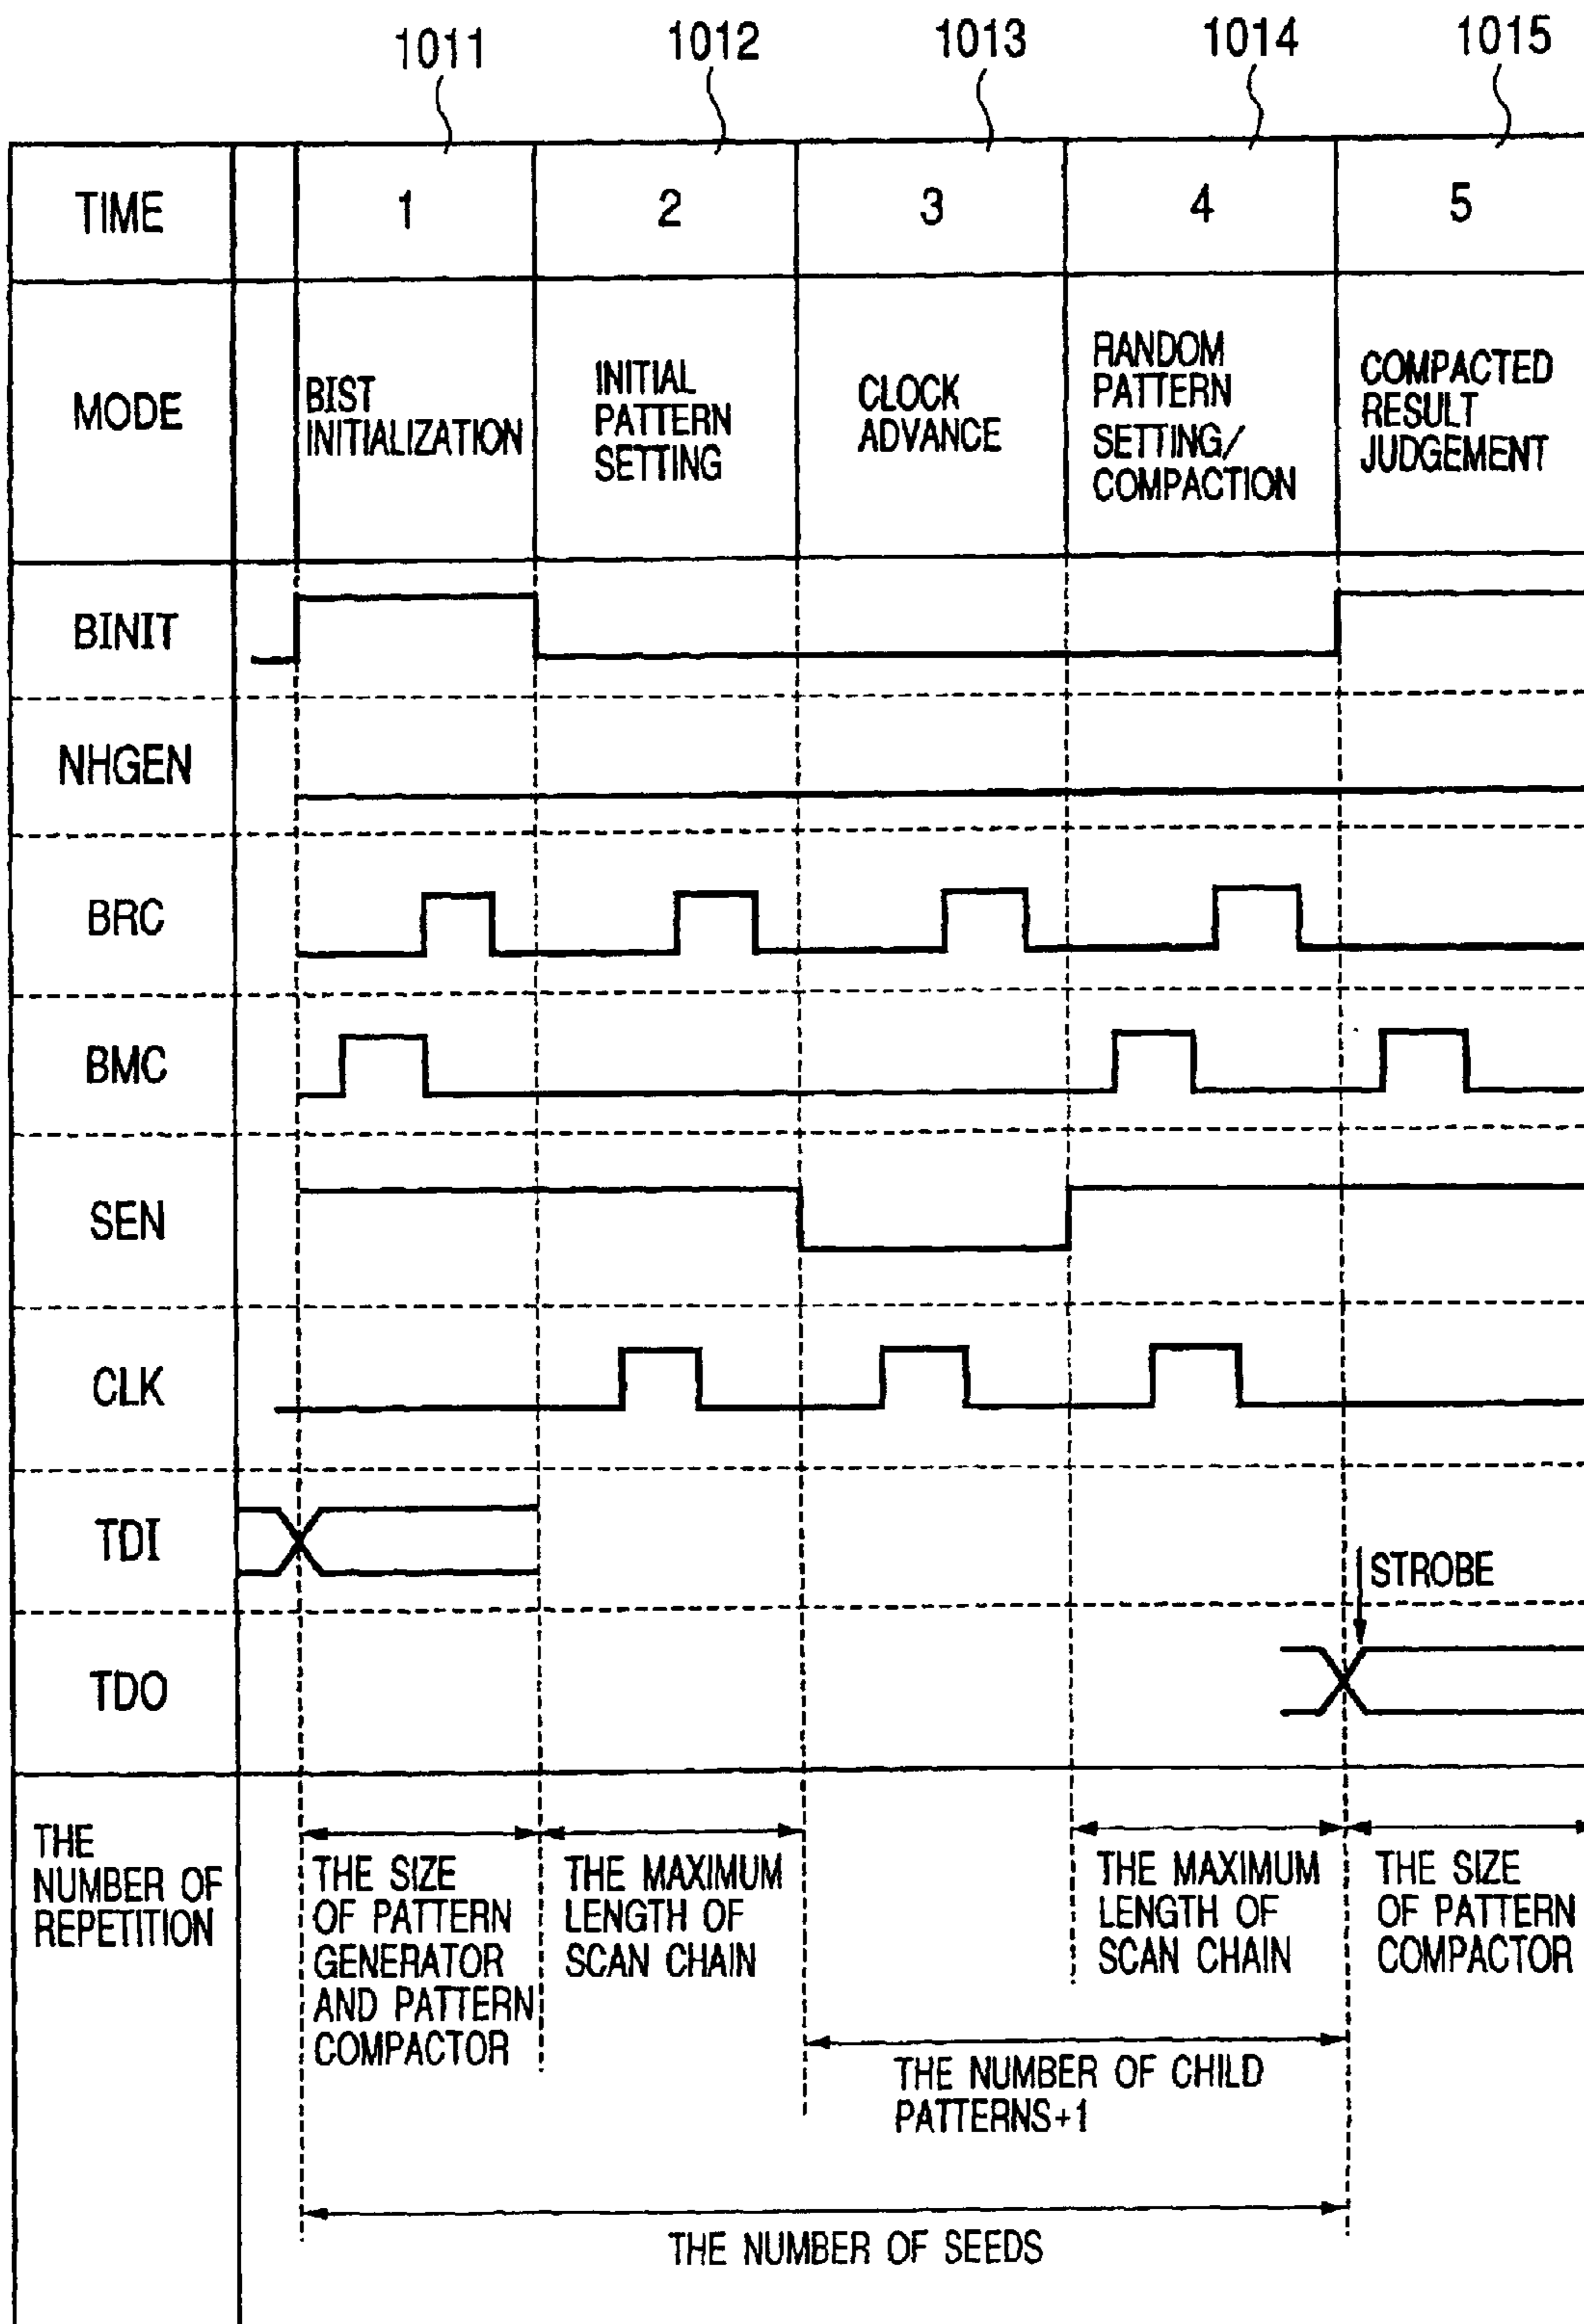 1011 1012 1013 1014 1015
TIME 1 2 3 4 5
MODE
BIST
INITIALIZATION
INITIAL
PATTERN
SETTING
CLOCK
ADVANCE
RANDOM
PATTERN
SETTING/
COMPACTION
COMPACTED
RESULT
JUDGEMENT
BINIT
NHGEN
BRC
BMC
SEN
CLK
TDI
STROBE
TDO
THE
NUMBER OF
REPETITION
THE SIZE
OF PATTERN
GENERATOR
AND PATTERN
COMPACTOR
THE MAXIMUM
LENGTH OF
SCAN CHAIN
THE MAXIMUM
LENGTH OF
SCAN CHAIN
THE SIZE
OF PATTERN
COMPACTOR
THE NUMBER OF CHILD
PATTERNS+1
THE NUMBER OF SEEDS